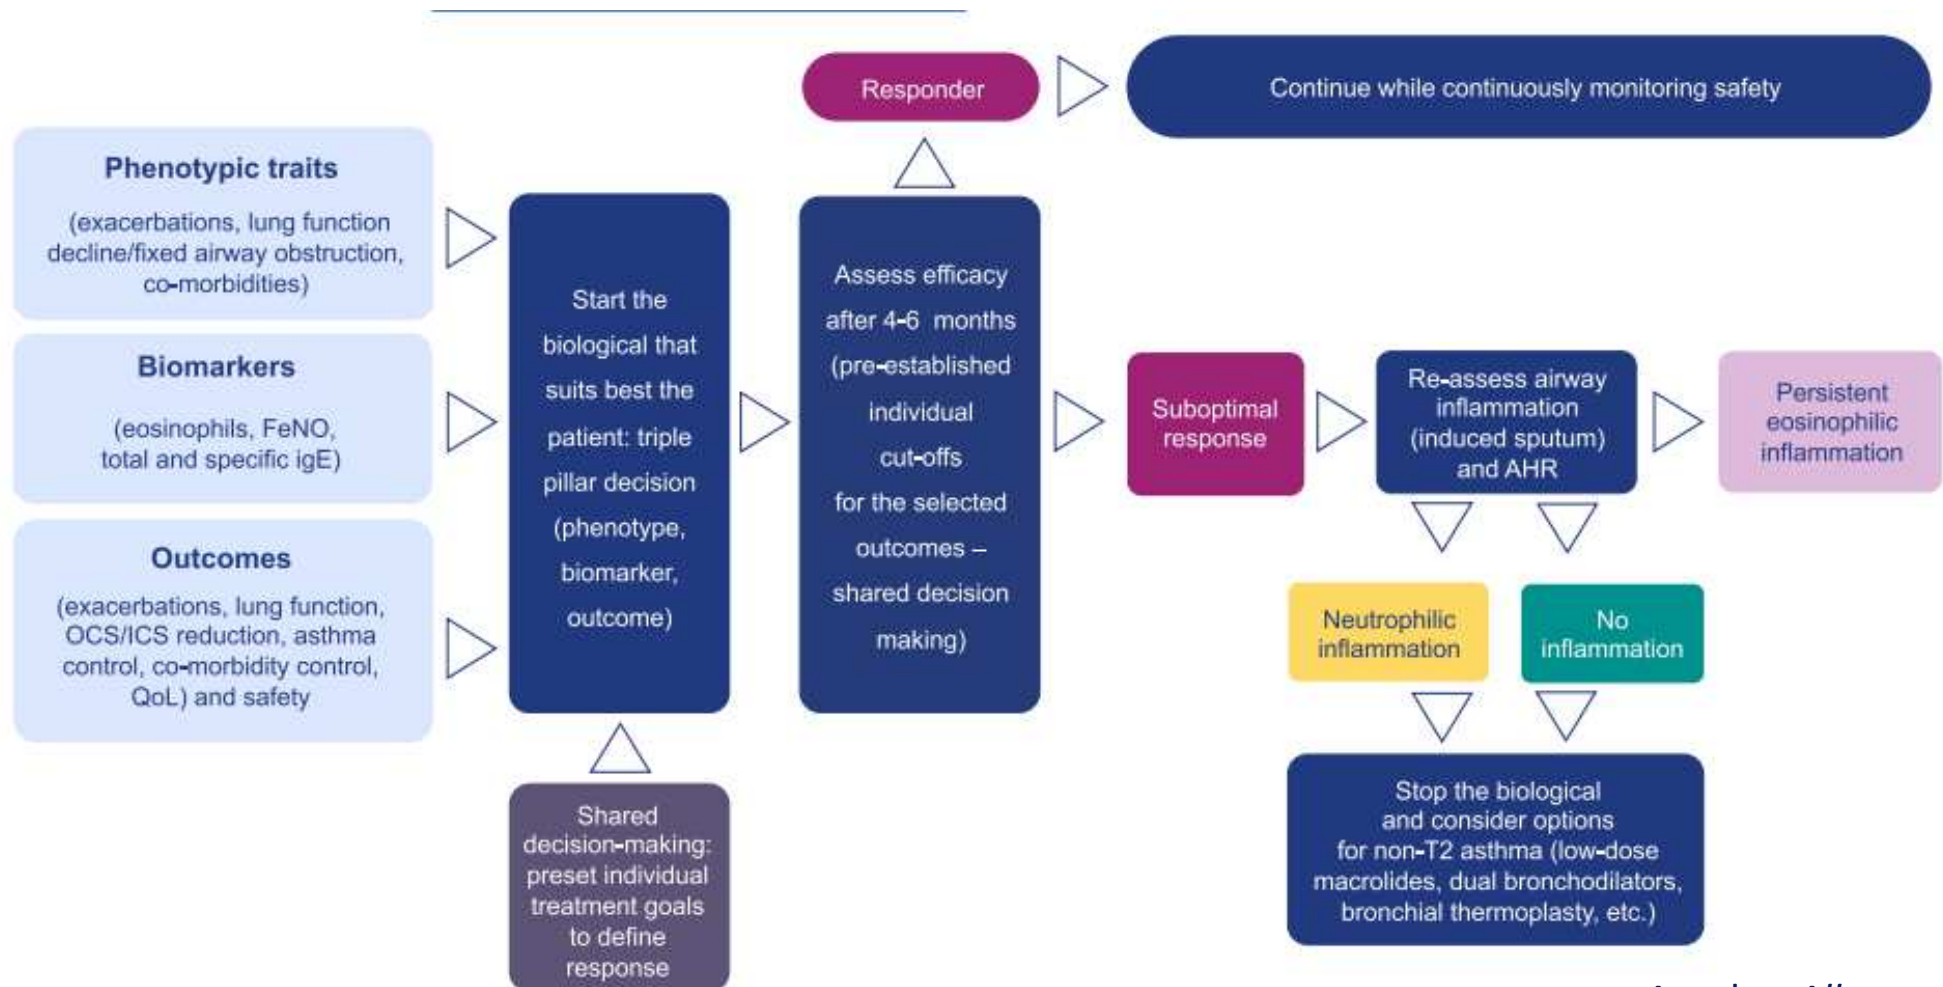 Responder
Continue while continuously monitoring safety
Phenotypic traits
(exacerbations, lung function
decline/fixed airway obstruction,
co-morbidities)
Biomarkers
(eosinophils, FeNO,
total and specific igE)
Outcomes
(exacerbations, lung function,
OCS/ICS reduction, asthma
control, co-morbidity control,
QoL) and safety
Start the
biological that
suits best the
patient: triple
pillar decision
(phenotype,
biomarker,
outcome)
Shared
decision-making:
preset individual
treatment goals
to define
response
Assess efficacy
after 4-6 months
(pre-established
individual
cut-offs
for the selected
outcomes –
shared decision
making)
Suboptimal
response
Re-assess airway
inflammation
(induced sputum)
and AHR
Persistent
eosinophilic
inflammation
Neutrophilic
inflammation
No
inflammation
Stop the biological
and consider options
for non-T2 asthma (low-dose
macrolides, dual bronchodilators,
bronchial thermoplasty, etc.)